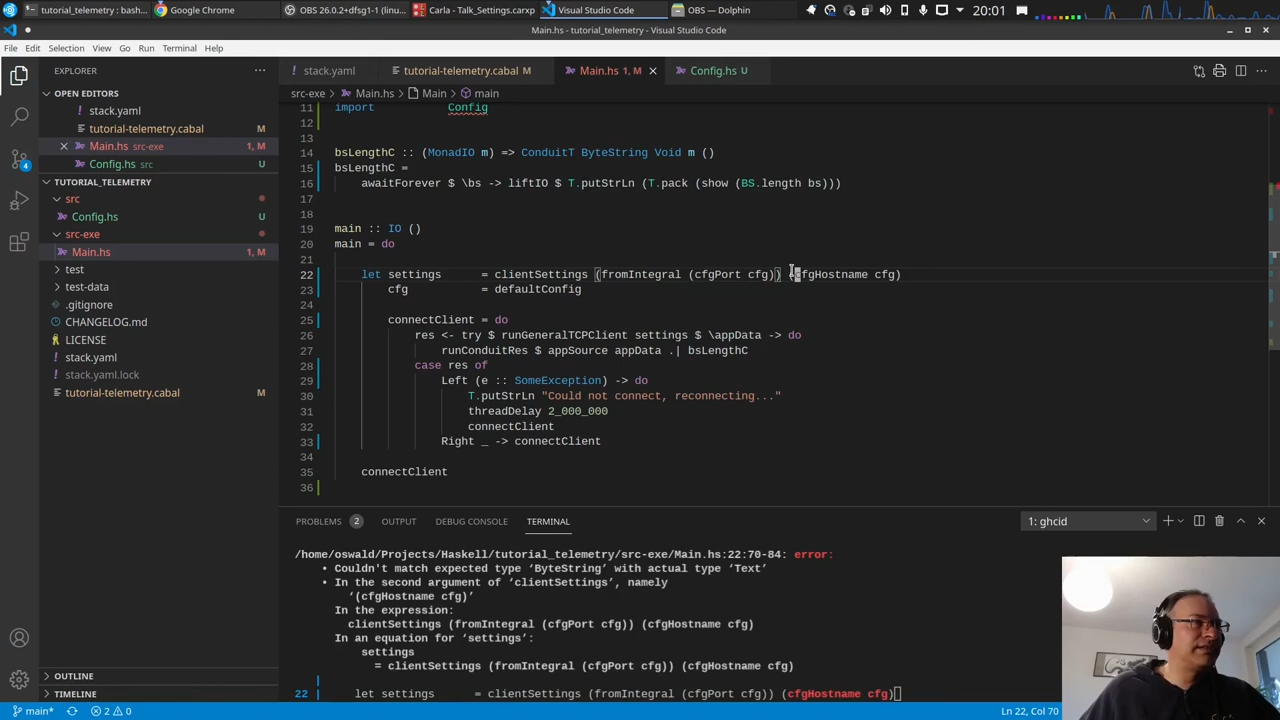 tutorial_telemetry : bash...
Google Chrome
OBS 26.0.2+dfsg1-1 (linu...
Carla - Talk_Settings.carxp
Visual Studio Code
OBS — Dolphin
20:01
Main.hs - tutorial_telemetry - Visual Studio Code
File Edit Selection View Go Run Terminal Help
EXPLORER
OPEN EDITORS
stack.yaml
tutorial-telemetry.cabal M
Main.hs src-exe 1, M
Config.hs src U
TUTORIAL_TELEMETRY
src
Config.hs U
src-exe
Main.hs 1, M
test
test-data
.gitignore
CHANGELOG.md
LICENSE
stack.yaml
stack.yaml.lock
tutorial-telemetry.cabal M
OUTLINE
TIMELINE
4
stack.yaml
tutorial-telemetry.cabal M
Main.hs 1, M
Config.hs U
src-exe > Main.hs > Main > main
11 import Config
12
13
14 bsLengthC :: (MonadIO m) => ConduitT ByteString Void m ()
15 bsLengthC =
16 awaitForever $ \bs -> liftIO $ T.putStrLn (T.pack (show (BS.length bs)))
17
18
19 main :: IO ()
20 main = do
21
22 let settings = clientSettings (fromIntegral (cfgPort cfg)) (cfgHostname cfg)
23 cfg = defaultConfig
24
25 connectClient = do
26 res <- try $ runGeneralTCPClient settings $ \appData -> do
27 runConduitRes $ appSource appData .| bsLengthC
28 case res of
29 Left (e :: SomeException) -> do
30 T.putStrLn "Could not connect, reconnecting..."
31 threadDelay 2_000_000
32 connectClient
33 Right _ -> connectClient
34
35 connectClient
36
PROBLEMS 2 OUTPUT DEBUG CONSOLE TERMINAL
1: ghcid
/home/oswald/Projects/Haskell/tutorial_telemetry/src-exe/Main.hs:22:70-84: error:
• Couldn't match expected type ‘ByteString’ with actual type ‘Text’
• In the second argument of ‘clientSettings’, namely
‘(cfgHostname cfg)’
In the expression:
clientSettings (fromIntegral (cfgPort cfg)) (cfgHostname cfg)
In an equation for ‘settings’:
settings
= clientSettings (fromIntegral (cfgPort cfg)) (cfgHostname cfg)
|
22 | let settings = clientSettings (fromIntegral (cfgPort cfg)) (cfgHostname cfg)
main* 2 0
Ln 22, Col 70